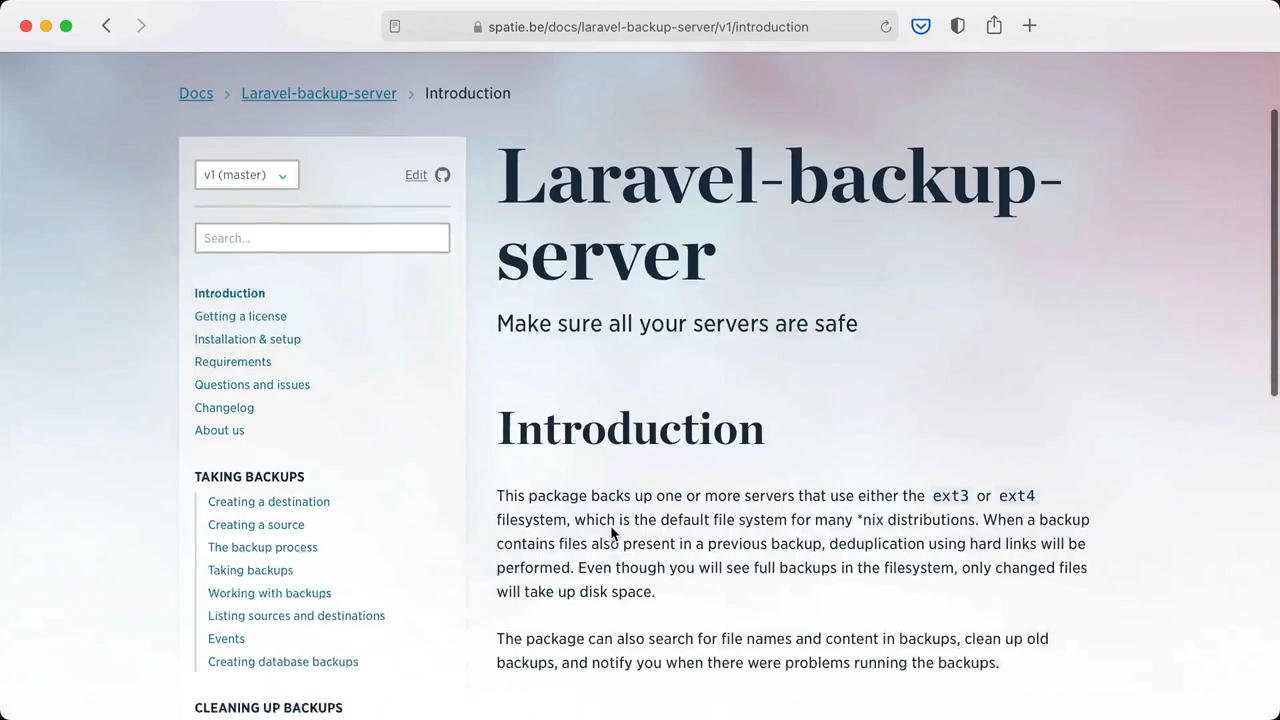 spatie.be/docs/laravel-backup-server/v1/introduction
Docs > Laravel-backup-server > Introduction
v1 (master)
Edit
Search...
Introduction
Getting a license
Installation & setup
Requirements
Questions and issues
Changelog
About us
TAKING BACKUPS
Creating a destination
Creating a source
The backup process
Taking backups
Working with backups
Listing sources and destinations
Events
Creating database backups
CLEANING UP BACKUPS
Laravel-backup-
server
Make sure all your servers are safe
Introduction
This package backs up one or more servers that use either the ext3 or ext4
filesystem, which is the default file system for many *nix distributions. When a backup
contains files also present in a previous backup, deduplication using hard links will be
performed. Even though you will see full backups in the filesystem, only changed files
will take up disk space.
The package can also search for file names and content in backups, clean up old
backups, and notify you when there were problems running the backups.